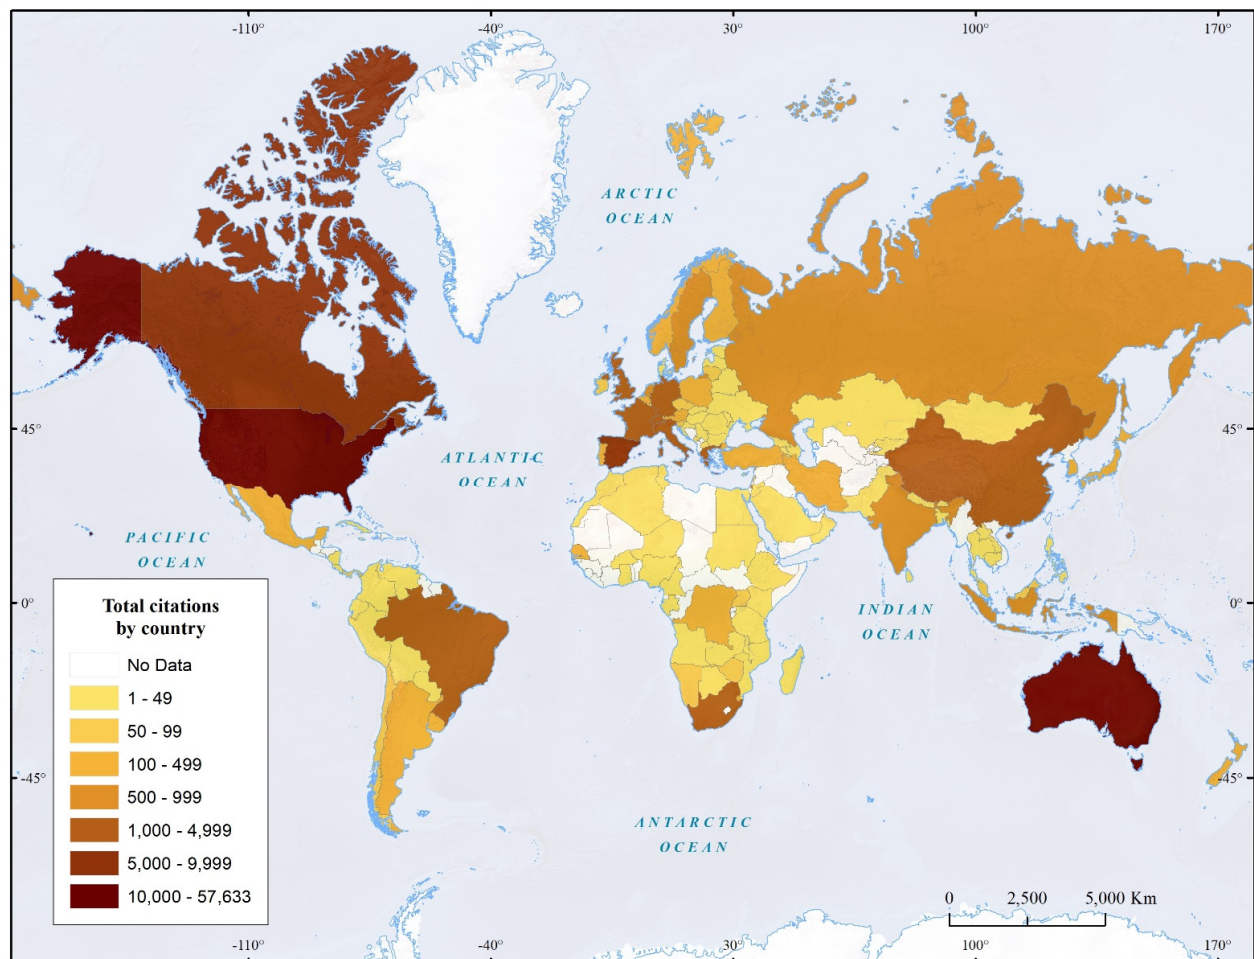 -110° -40° 30° 100° 170°
ARCTIC
OCEAN
45° 45°
ATLANTIC
OCEAN
PACIFIC
OCEAN
0° 0°
INDIAN
OCEAN
Total citations
by country
No Data
1 - 49
50 - 99
100 - 499
500 - 999
1,000 - 4,999
5,000 - 9,999
10,000 - 57,633
-45° -45°
ANTARCTIC
OCEAN
0 2,500 5,000 Km
-110° -40° 30° 100° 170°